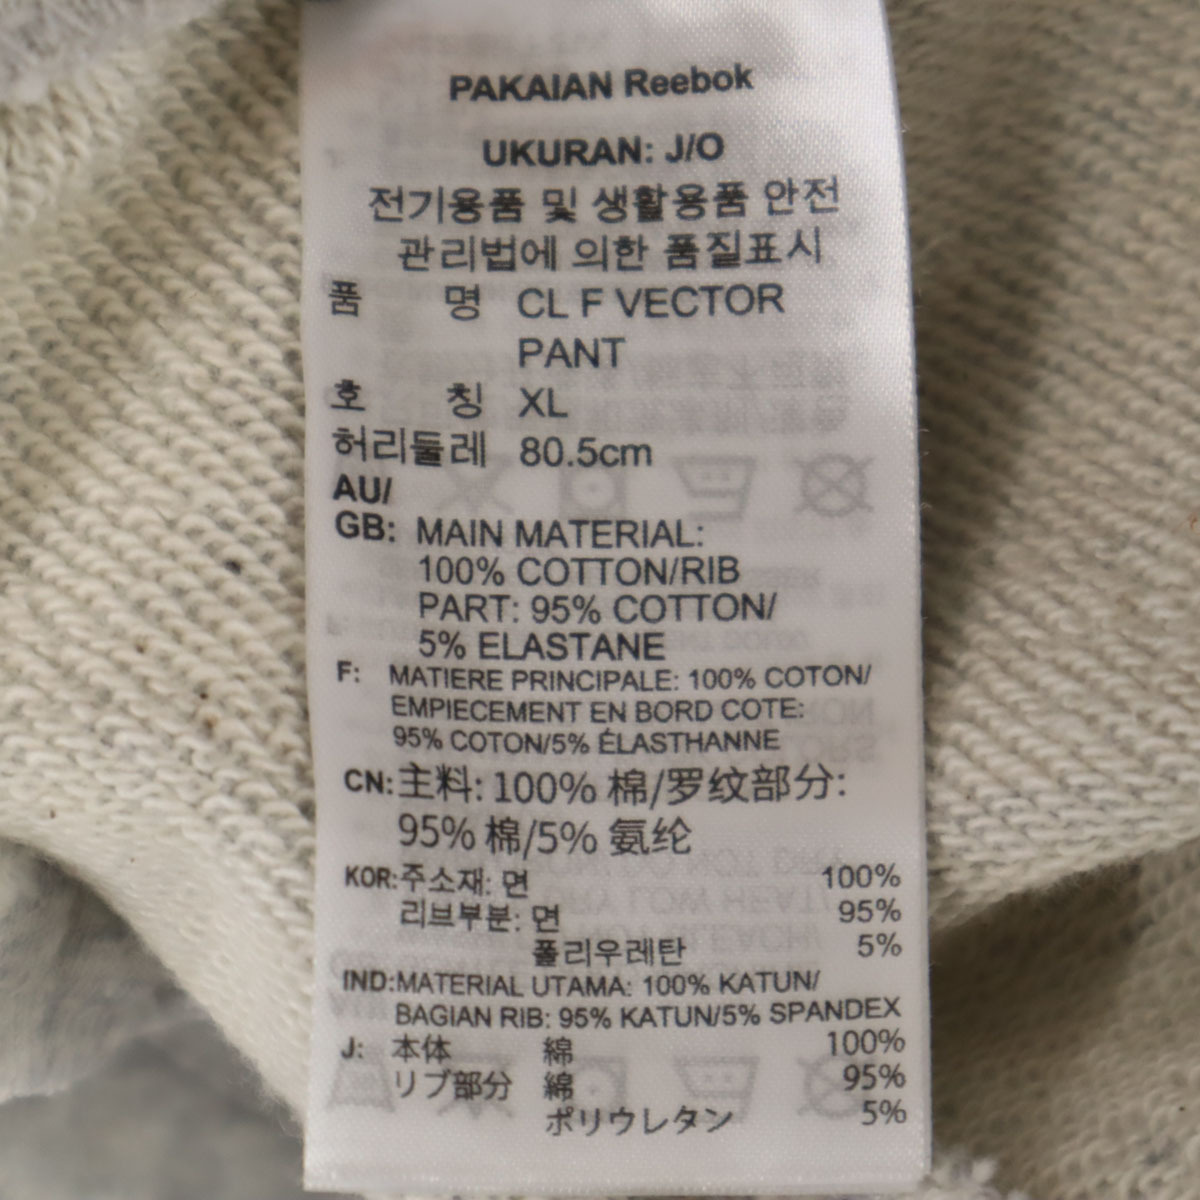 PAKAIAN Reebok
UKURAN: J/O
전기용품 및 생활용품 안전
관리법에 의한 품질표시
품 명 CL F VECTOR
PANT
호 칭 XL
허리둘레 80.5cm
AU/
GB: MAIN MATERIAL:
100% COTTON/RIB
PART: 95% COTTON/
5% ELASTANE
F: MATIERE PRINCIPALE: 100% COTON/
EMPIECEMENT EN BORD COTE:
95% COTON/5% ÉLASTHANNE
CN: 主料: 100% 棉/罗纹部分:
95% 棉/5% 氨纶
KOR:주소재: 면 100%
리브부분: 면 95%
폴리우레탄 5%
IND:MATERIAL UTAMA: 100% KATUN/
BAGIAN RIB: 95% KATUN/5% SPANDEX
J: 本体 綿 100%
リブ部分 綿 95%
ポリウレタン 5%